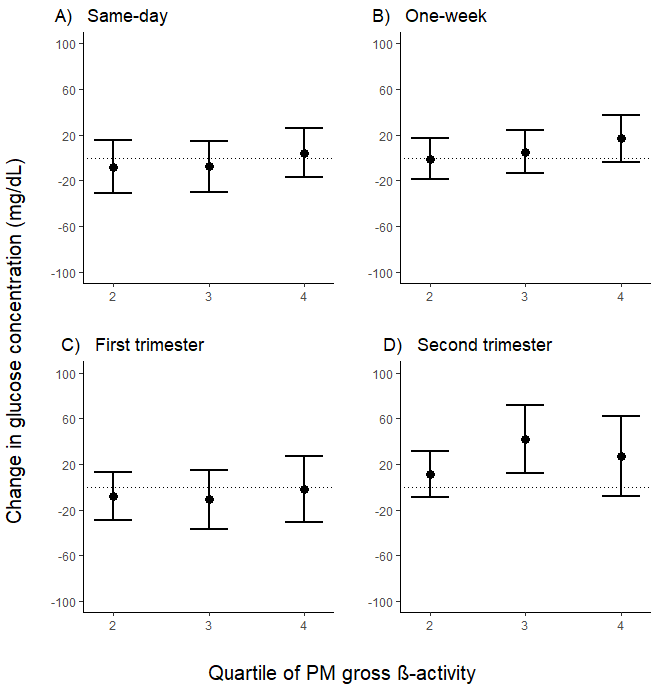 A) Same-day
B) One-week
100
60
20
-20
-60
-100
2 3 4
100
60
20
-20
-60
-100
2 3 4
C) First trimester
D) Second trimester
100
60
20
-20
-60
-100
2 3 4
100
60
20
-20
-60
-100
2 3 4
Change in glucose concentration (mg/dL)
Quartile of PM gross ß-activity